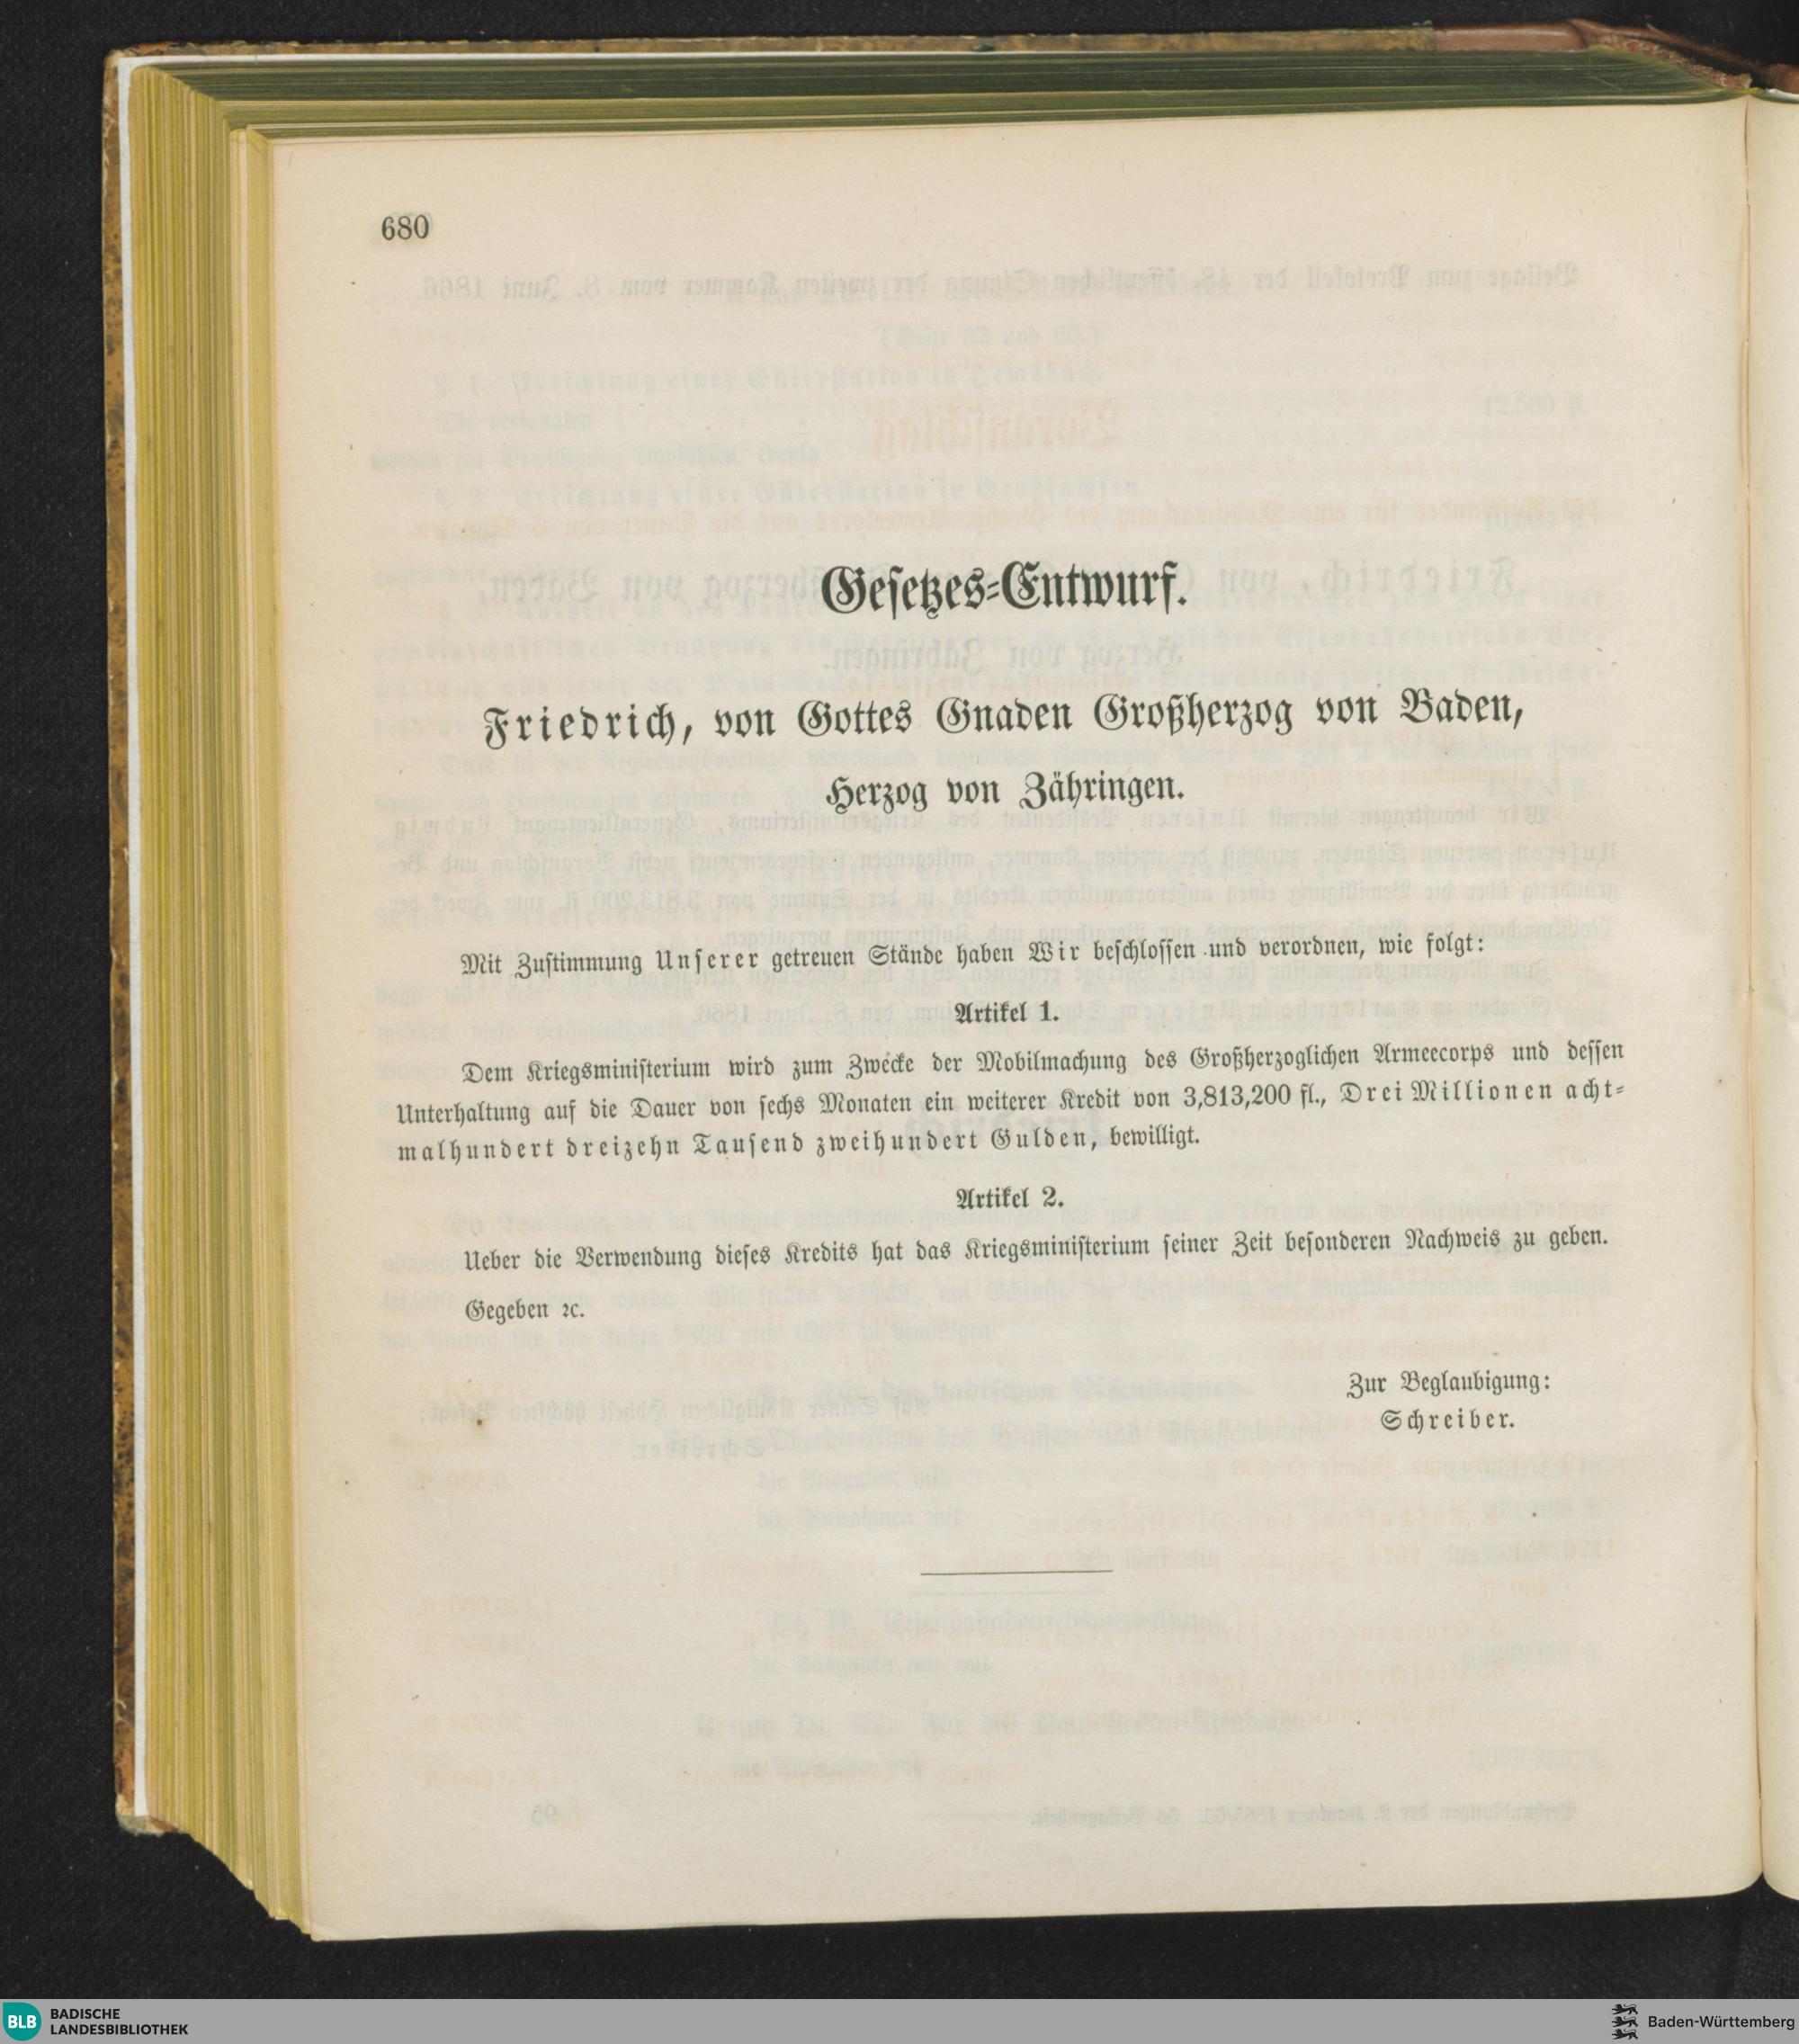 680
Gesetzes-Entwurf.
Friedrich, von Gottes Gnaden Großherzog von Baden,
Herzog von Zähringen.
Mit Zustimmung Unserer getreuen Stände haben Wir beschlossen und verordnen, wie folgt:
Artikel 1.
Dem Kriegsministerium wird zum Zwecke der Mobilmachung des Großherzoglichen Armeecorps und dessen
Unterhaltung auf die Dauer von sechs Monaten ein weiterer Kredit von 3,813,200 fl., Drei Millionen acht-
malhundert dreizehn Tausend zweihundert Gulden, bewilligt.
Artikel 2.
Ueber die Verwendung dieses Kredits hat das Kriegsministerium seiner Zeit besonderen Nachweis zu geben.
Gegeben ꝛc.
Zur Beglaubigung:
Schreiber.
BLB BADISCHE
LANDESBIBLIOTHEK
Baden-Württemberg